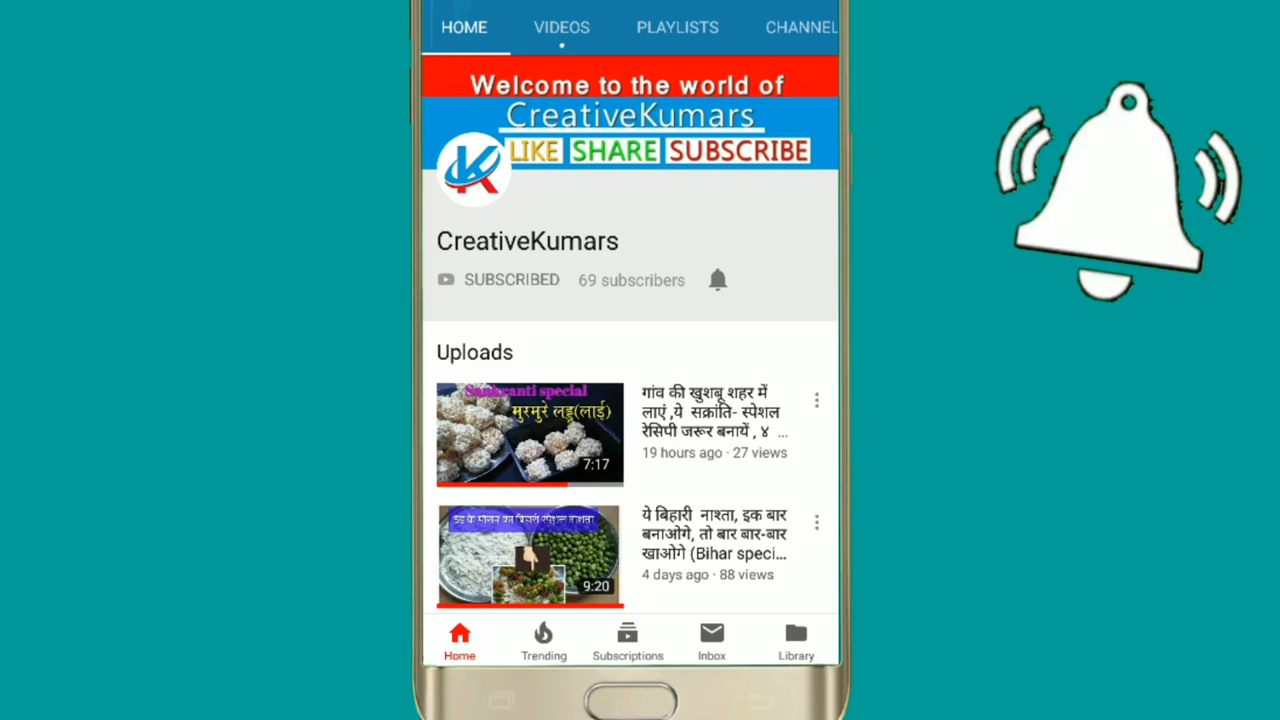 HOME VIDEOS PLAYLISTS CHANNEL
Welcome to the world of
CreativeKumars
LIKE SHARE SUBSCRIBE
CreativeKumars
SUBSCRIBED 69 subscribers
Uploads
Sankranti special
मुरमुरे लड्डू(लाई)
7:17
गांव की खुशबू शहर में
लाएं ,ये सक्रांति- स्पेशल
रेसिपी जरूर बनायें , ४ ...
19 hours ago · 27 views
का बिहारी स्पेशल नाश्ता
9:20
ये बिहारी नाश्ता, इक बार
बनाओगे, तो बार बार-बार
खाओगे (Bihar speci...
4 days ago · 88 views
Home Trending Subscriptions Inbox Library